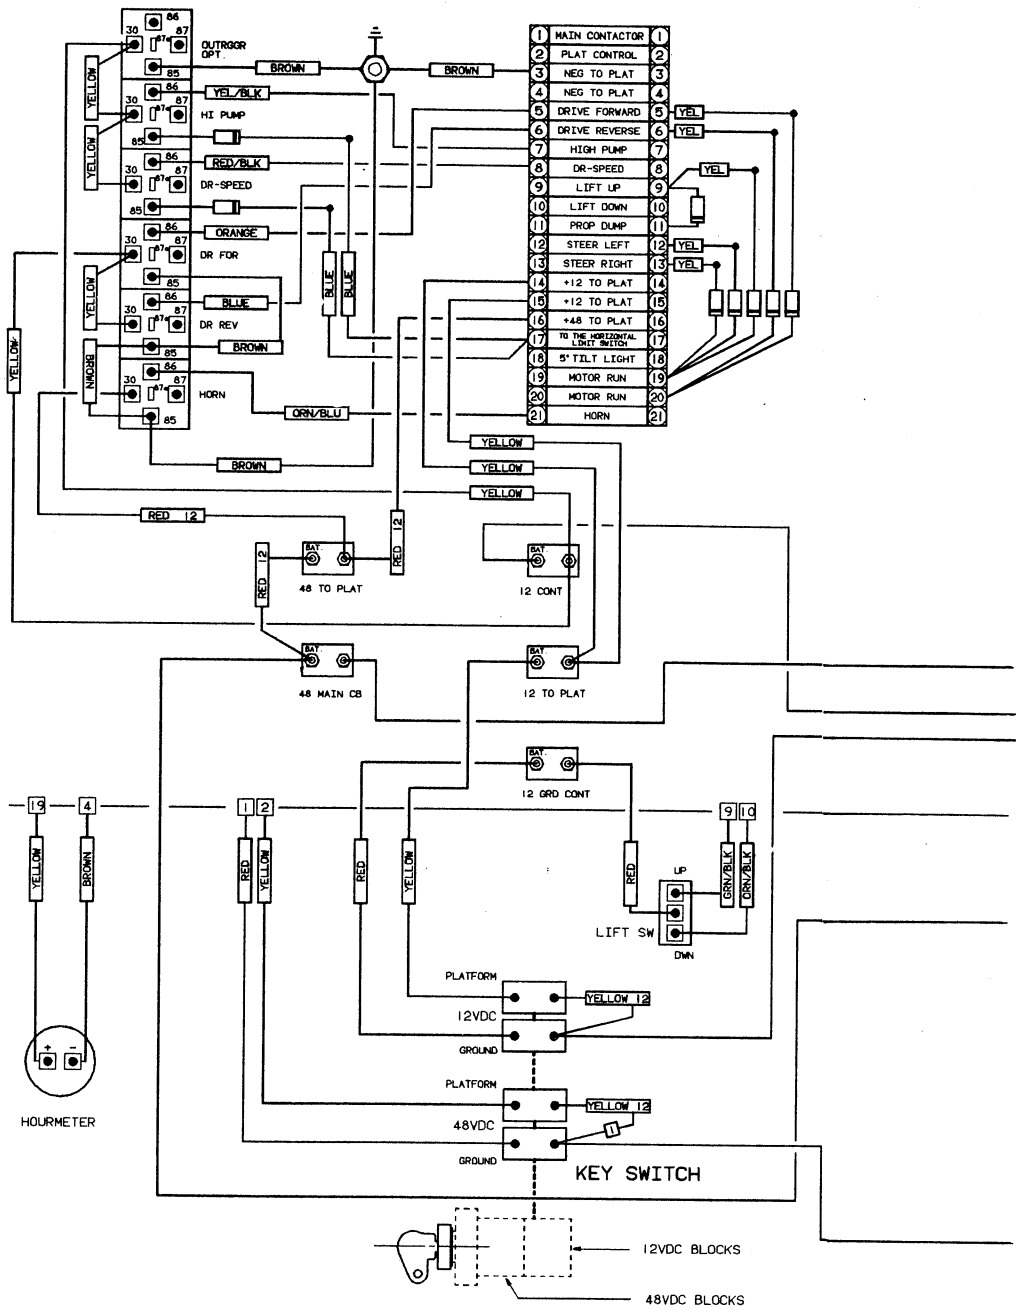 86
30
87
87a
OUTRGGR
OPT.
85
BROWN
BROWN
YELLOW
86
YEL/BLK
30
87
87a
HI PUMP
85
YELLOW
86
RED/BLK
30
87
87a
DR-SPEED
85
86
ORANGE
30
87
87a
DR FOR
85
YELLOW
YELLOW
BLUE
BLUE
86
BLUE
30
87
87a
DR REV
85
BROWN
BROWN
86
30
87
87a
HORN
85
ORN/BLU
BROWN
1 MAIN CONTACTOR 1
2 PLAT CONTROL 2
3 NEG TO PLAT 3
4 NEG TO PLAT 4
5 DRIVE FORWARD 5 YEL
6 DRIVE REVERSE 6 YEL
7 HIGH PUMP 7
8 DR-SPEED 8 YEL
9 LIFT UP 9
10 LIFT DOWN 10
11 PROP DUMP 11
12 STEER LEFT 12 YEL
13 STEER RIGHT 13 YEL
14 +12 TO PLAT 14
15 +12 TO PLAT 15
16 +48 TO PLAT 16
17 TO THE HORIZONTAL LIMIT SWITCH 17
18 5° TILT LIGHT 18
19 MOTOR RUN 19
20 MOTOR RUN 20
21 HORN 21
YELLOW
YELLOW
YELLOW
RED 12
RED 12
RED 12
BAT.
48 TO PLAT
BAT.
12 CONT
BAT.
48 MAIN CB
BAT.
12 TO PLAT
BAT.
12 GRD CONT
19
4
1
2
9
10
YELLOW
BROWN
RED
YELLOW
RED
YELLOW
RED
GRN/BLK
ORN/BLK
UP
LIFT SW
DWN
PLATFORM
YELLOW 12
12VDC
GROUND
+
-
HOURMETER
PLATFORM
YELLOW 12
48VDC
1
GROUND
KEY SWITCH
12VDC BLOCKS
48VDC BLOCKS